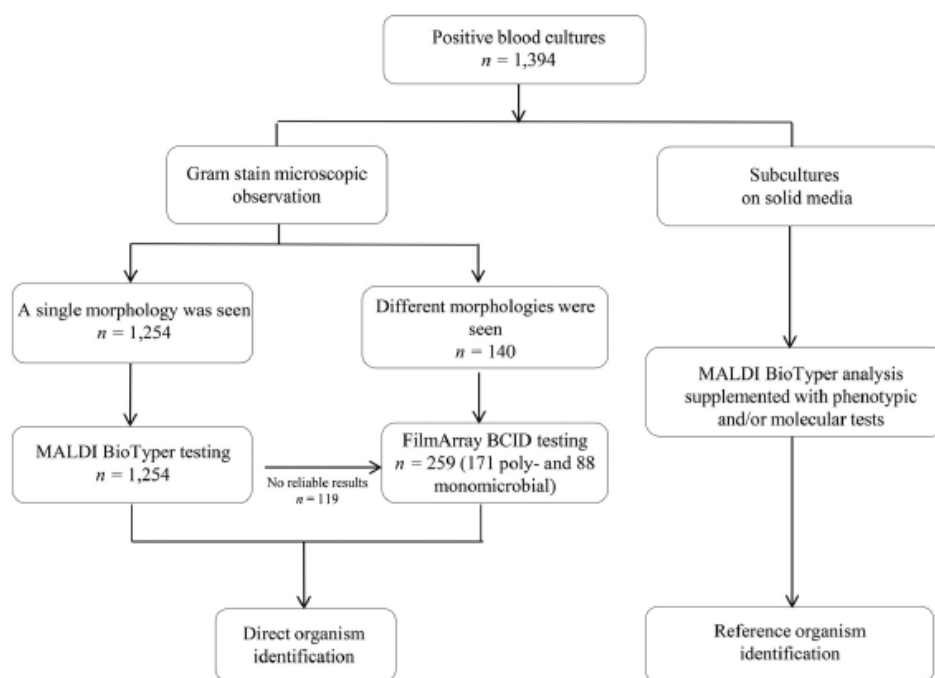 Positive blood cultures
n = 1,394
Gram stain microscopic
observation
Subcultures
on solid media
A single morphology was seen
n = 1,254
Different morphologies were
seen
n = 140
MALDI BioTyper analysis
supplemented with phenotypic
and/or molecular tests
MALDI BioTyper testing
n = 1,254
No reliable results
n = 119
FilmArray BCID testing
n = 259 (171 poly- and 88
monomicrobial)
Direct organism
identification
Reference organism
identification